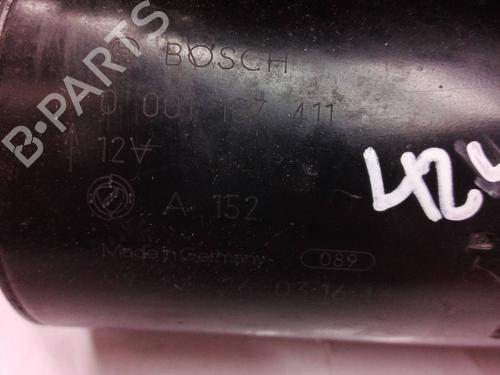 BOSCH
B·PARTS
0 001 107 411
12V
A 152
Made in Germany 089
424